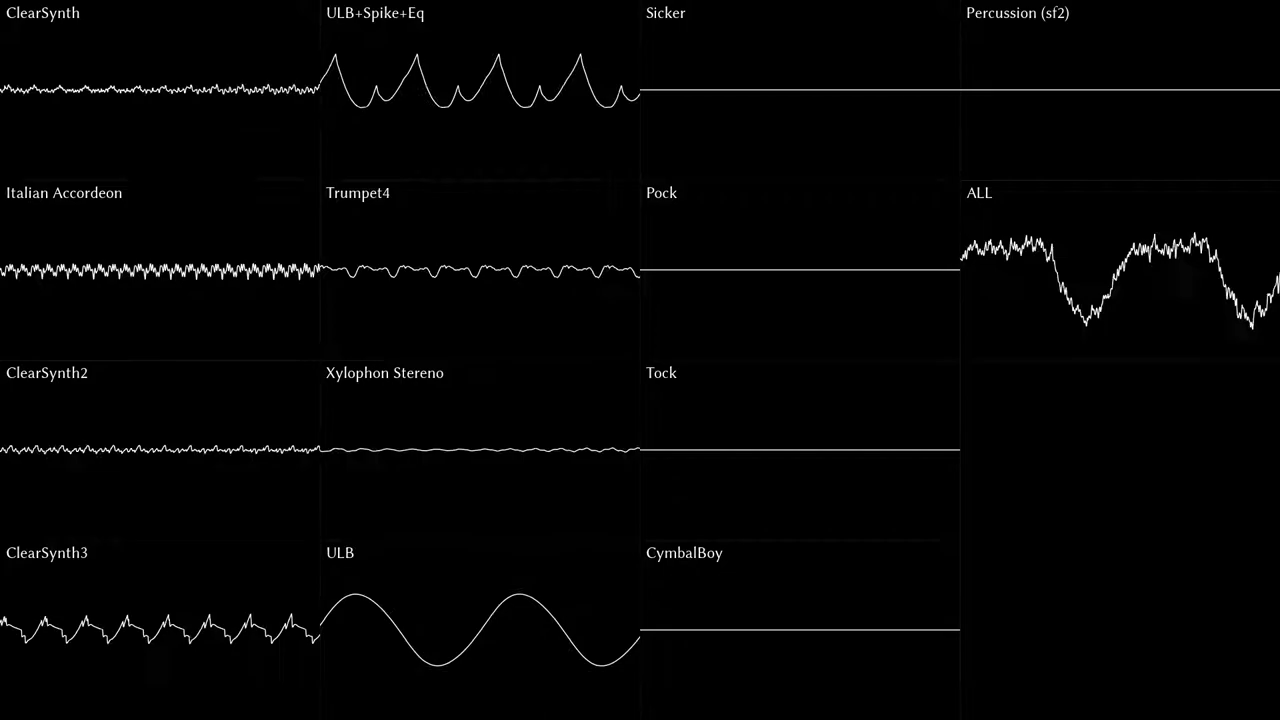 ClearSynth
ULB+Spike+Eq
Sicker
Percussion (sf2)
Italian Accordeon
Trumpet4
Pock
ALL
ClearSynth2
Xylophon Stereno
Tock
ClearSynth3
ULB
CymbalBoy